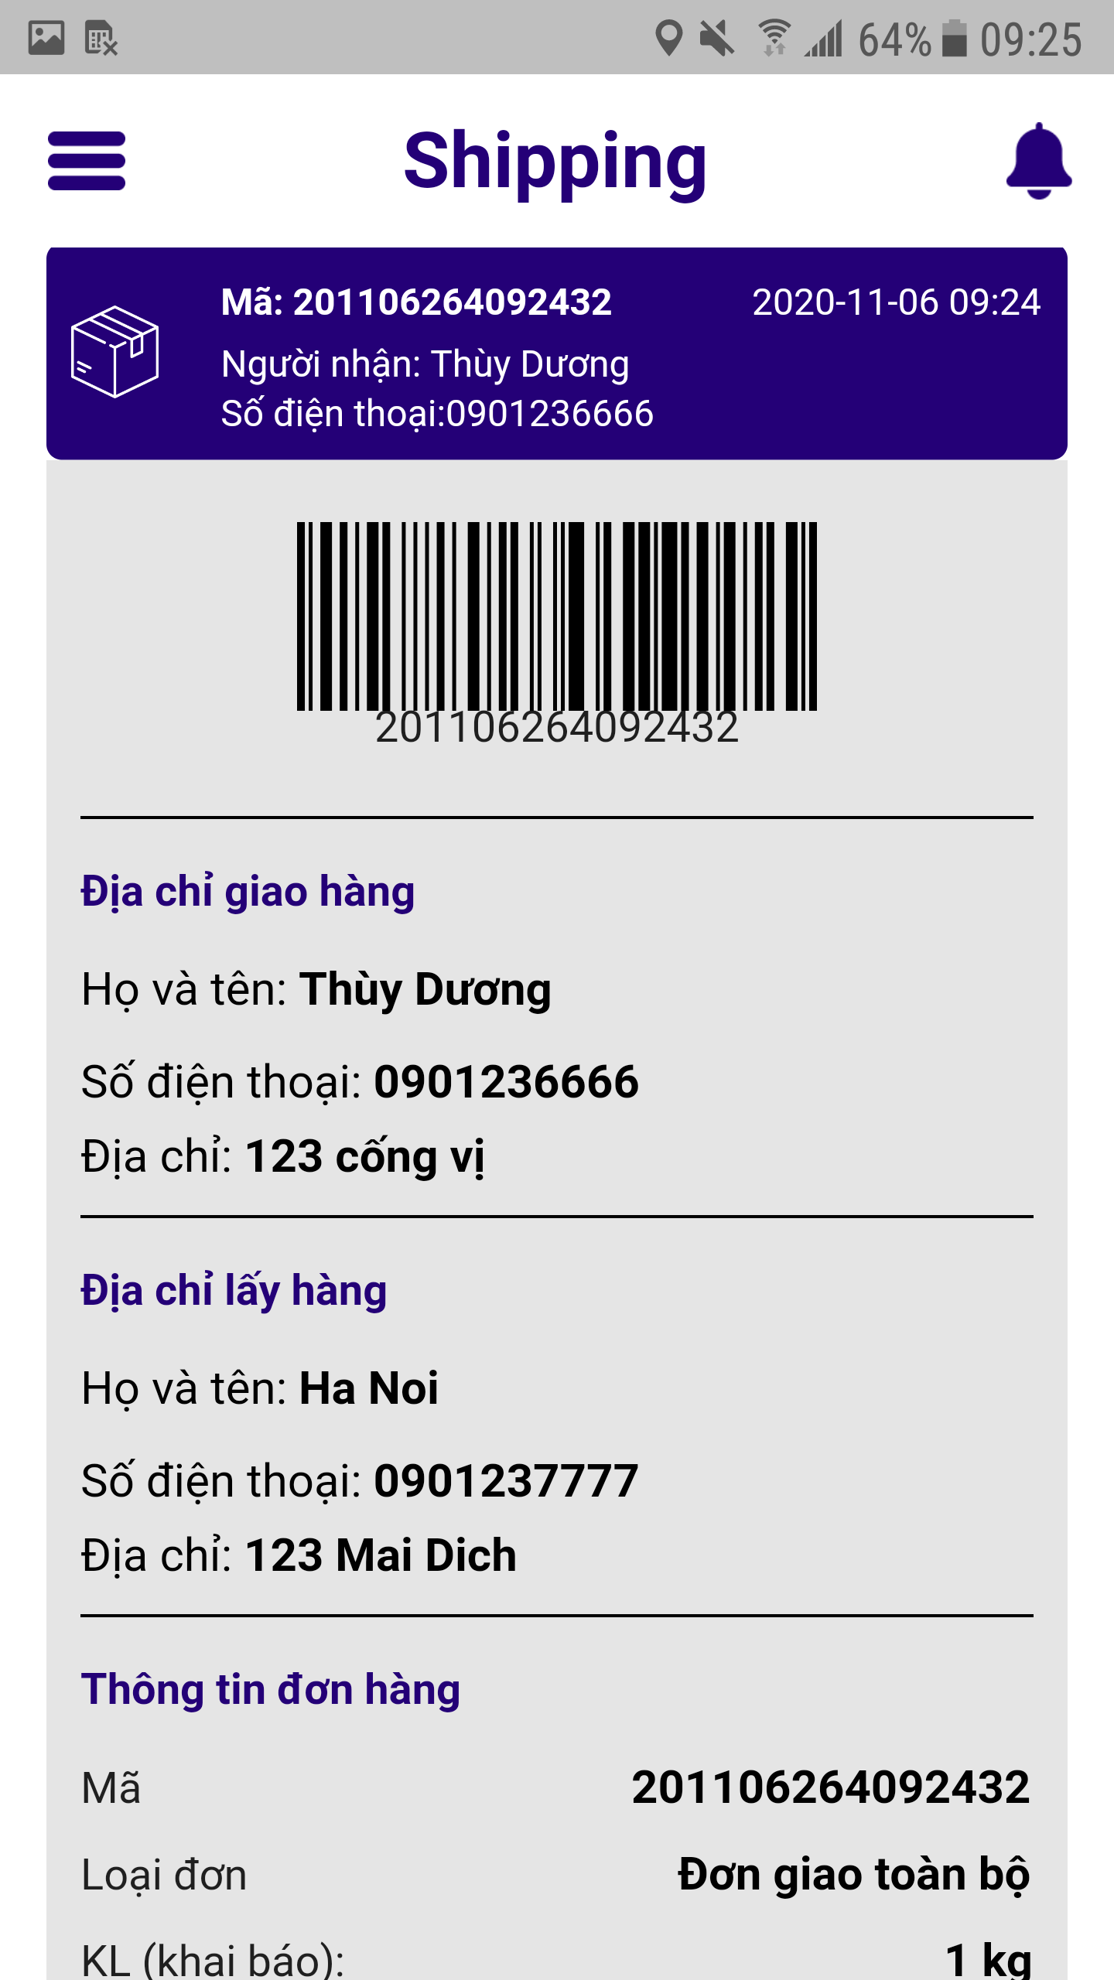 64% 09:25
Shipping
Mã: 201106264092432 2020-11-06 09:24
Người nhận: Thùy Dương
Số điện thoại:0901236666
201106264092432
Địa chỉ giao hàng
Họ và tên: Thùy Dương
Số điện thoại: 0901236666
Địa chỉ: 123 cống vị
Địa chỉ lấy hàng
Họ và tên: Ha Noi
Số điện thoại: 0901237777
Địa chỉ: 123 Mai Dich
Thông tin đơn hàng
Mã 201106264092432
Loại đơn Đơn giao toàn bộ
KL (khai báo): 1 kg